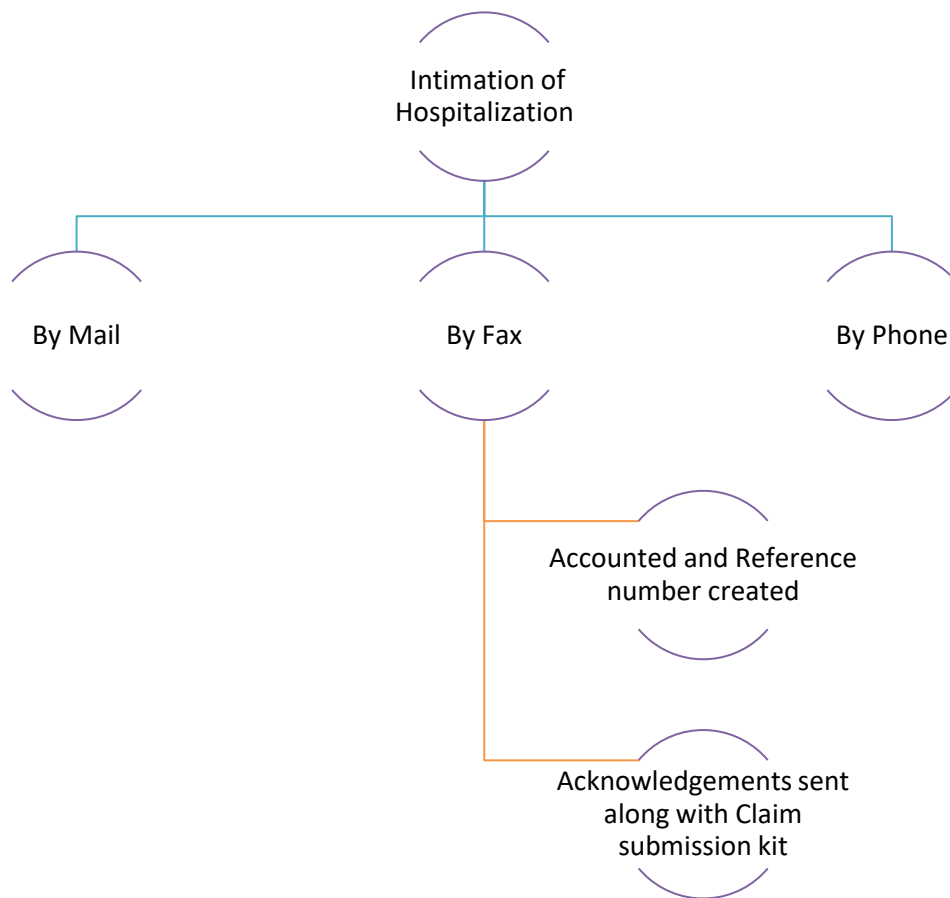 Intimation of
Hospitalization
By Mail
By Fax
By Phone
Accounted and Reference
number created
Acknowledgements sent
along with Claim
submission kit